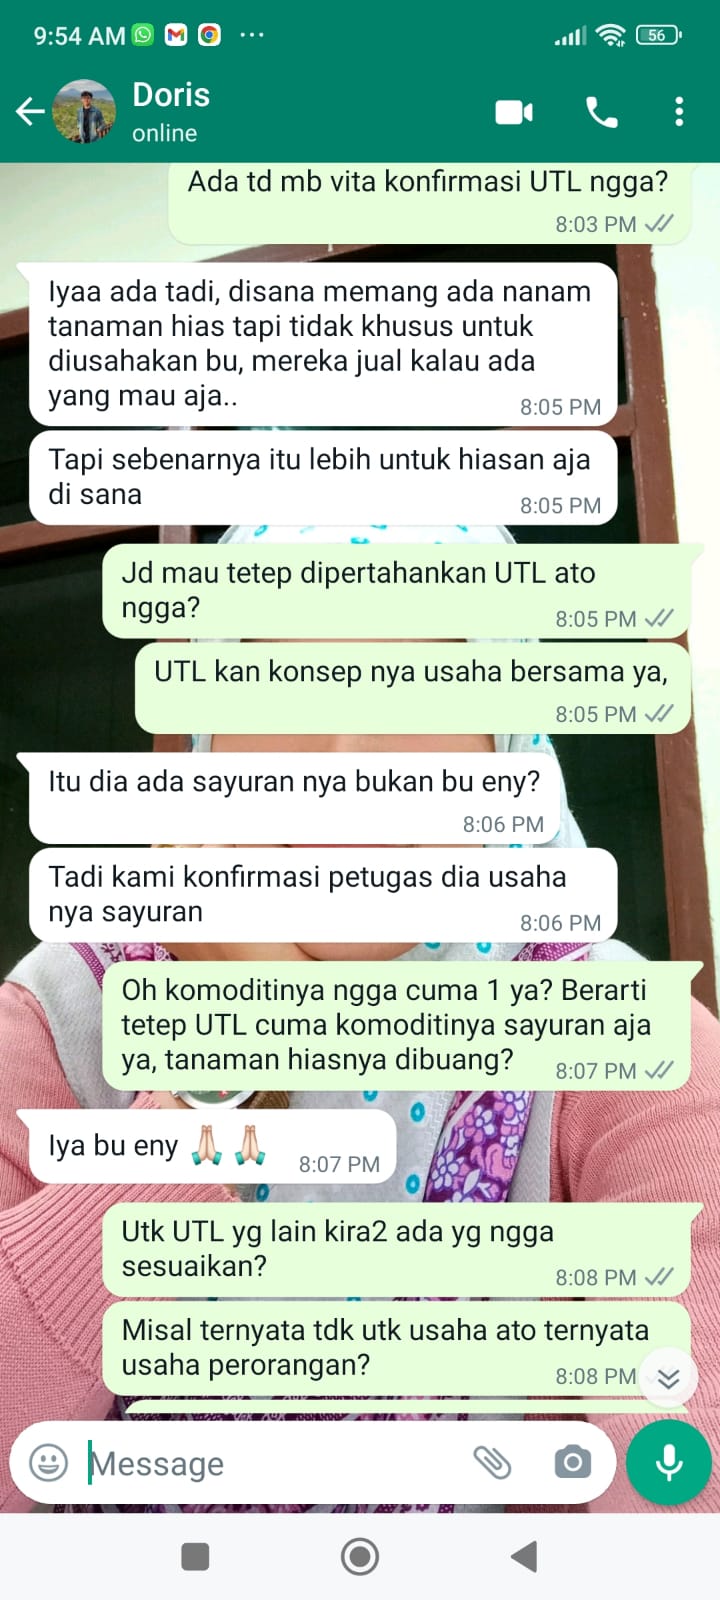 9:54 AM
56
Doris
online
Ada td mb vita konfirmasi UTL ngga?
8:03 PM
Iyaa ada tadi, disana memang ada nanam
tanaman hias tapi tidak khusus untuk
diusahakan bu, mereka jual kalau ada
yang mau aja..
8:05 PM
Tapi sebenarnya itu lebih untuk hiasan aja
di sana
8:05 PM
Jd mau tetep dipertahankan UTL ato
ngga?
8:05 PM
UTL kan konsep nya usaha bersama ya,
8:05 PM
Itu dia ada sayuran nya bukan bu eny?
8:06 PM
Tadi kami konfirmasi petugas dia usaha
nya sayuran
8:06 PM
Oh komoditinya ngga cuma 1 ya? Berarti
tetep UTL cuma komoditinya sayuran aja
ya, tanaman hiasnya dibuang?
8:07 PM
Iya bu eny 🙏🏻 🙏🏻
8:07 PM
Utk UTL yg lain kira2 ada yg ngga
sesuaikan?
8:08 PM
Misal ternyata tdk utk usaha ato ternyata
usaha perorangan?
8:08 PM
Message